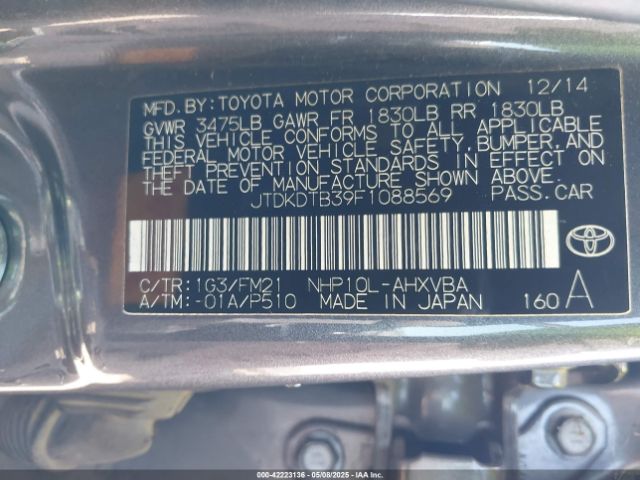 MFD. BY: TOYOTA MOTOR CORPORATION 12/14
GVWR 3475LB GAWR FR 1830LB RR 1830LB
THIS VEHICLE CONFORMS TO ALL APPLICABLE
FEDERAL MOTOR VEHICLE SAFETY, BUMPER, AND
THEFT PREVENTION STANDARDS IN EFFECT ON
THE DATE OF MANUFACTURE SHOWN ABOVE.
JTDKDTB39F1088569 PASS. CAR
C/TR: 1G3/FM21 NHP10L-AHXVBA
A/TM: -01A/P510 MADE IN JAPAN 160 A
000-42223136 - 05/08/2025 - IAA Inc.